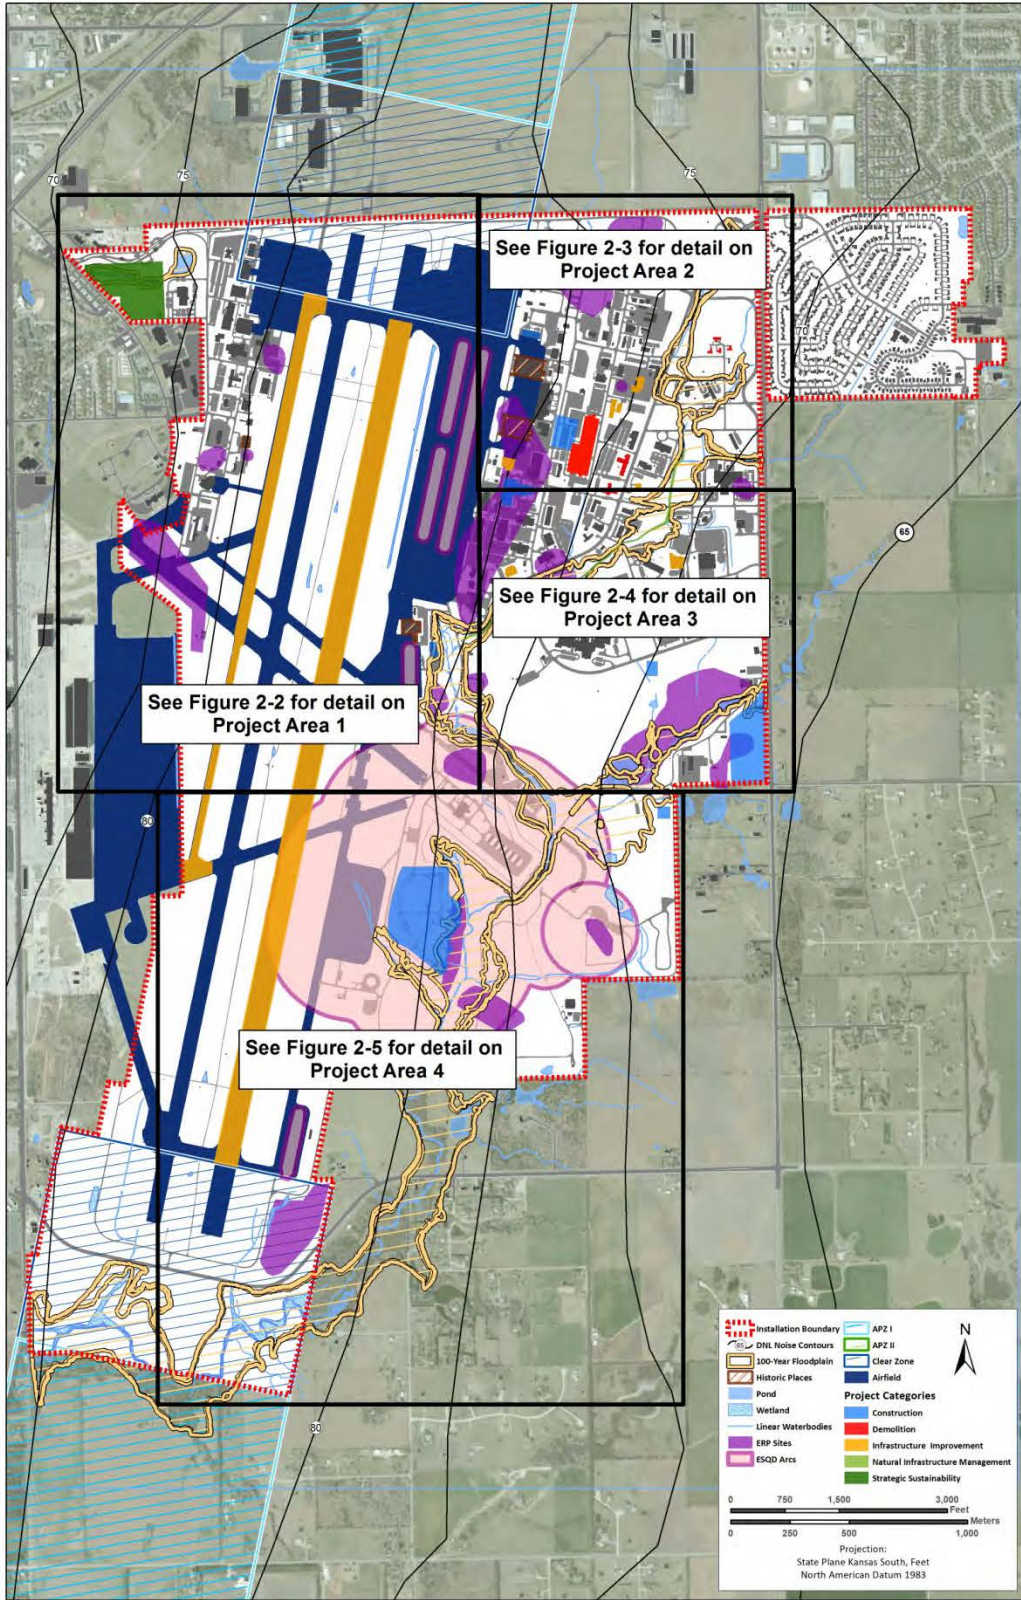 70
75
75
See Figure 2-3 for detail on
Project Area 2
70
65
See Figure 2-4 for detail on
Project Area 3
See Figure 2-2 for detail on
Project Area 1
80
See Figure 2-5 for detail on
Project Area 4
80
Installation Boundary
65 DNL Noise Contours
100-Year Floodplain
Historic Places
Pond
Wetland
Linear Waterbodies
ERP Sites
ESQD Arcs
APZ I
APZ II
Clear Zone
Airfield
Project Categories
Construction
Demolition
Infrastructure Improvement
Natural Infrastructure Management
Strategic Sustainability
N
0 750 1,500 3,000
Feet
Meters
0 250 500 1,000
Projection:
State Plane Kansas South, Feet
North American Datum 1983